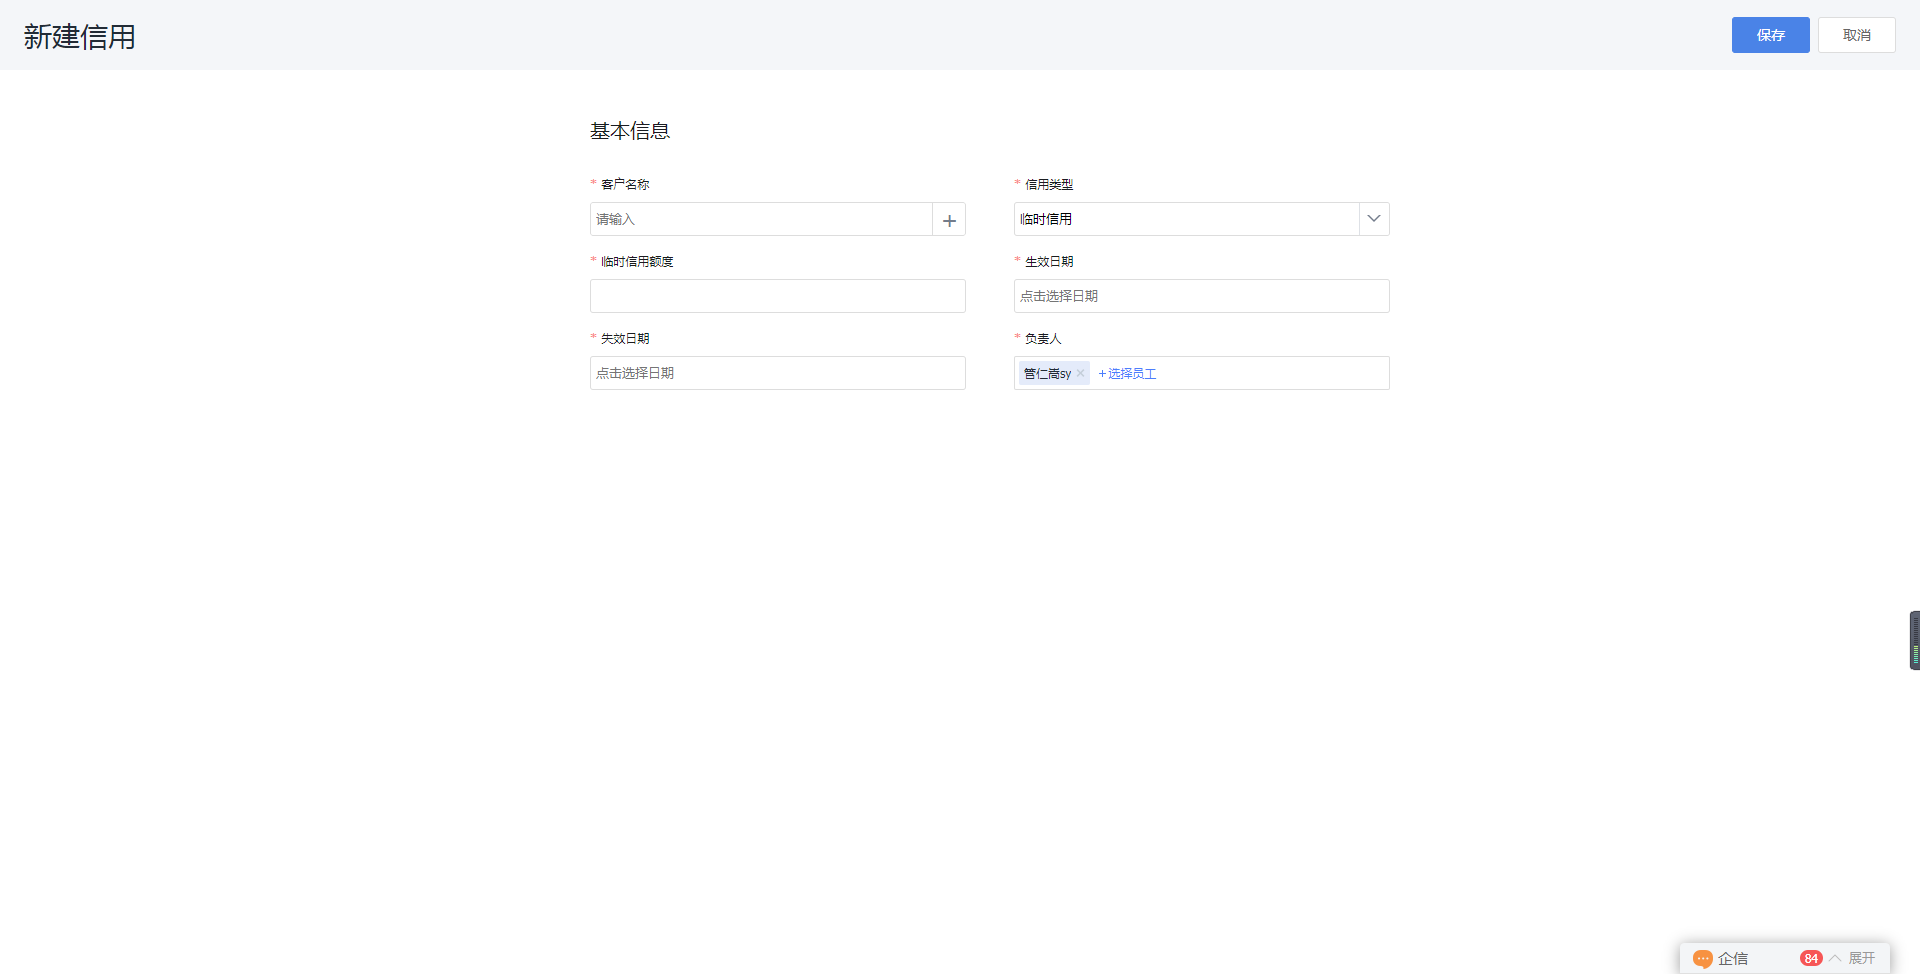 新建信用
保存
取消
基本信息
* 客户名称
* 信用类型
请输入
临时信用
* 临时信用额度
* 生效日期
点击选择日期
* 失效日期
* 负责人
点击选择日期
管仁嵩sy × +选择员工
企信 84 展开